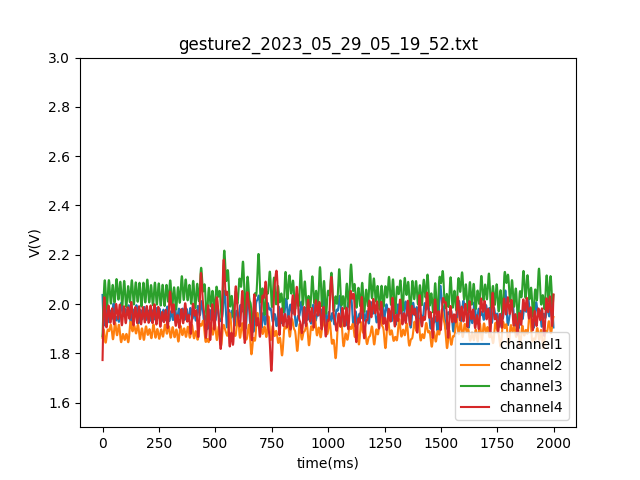 gesture2_2023_05_29_05_19_52.txt
3.0
2.8
2.6
2.4
2.2
2.0
1.8
1.6
V(V)
channel1
channel2
channel3
channel4
0 250 500 750 1000 1250 1500 1750 2000
time(ms)